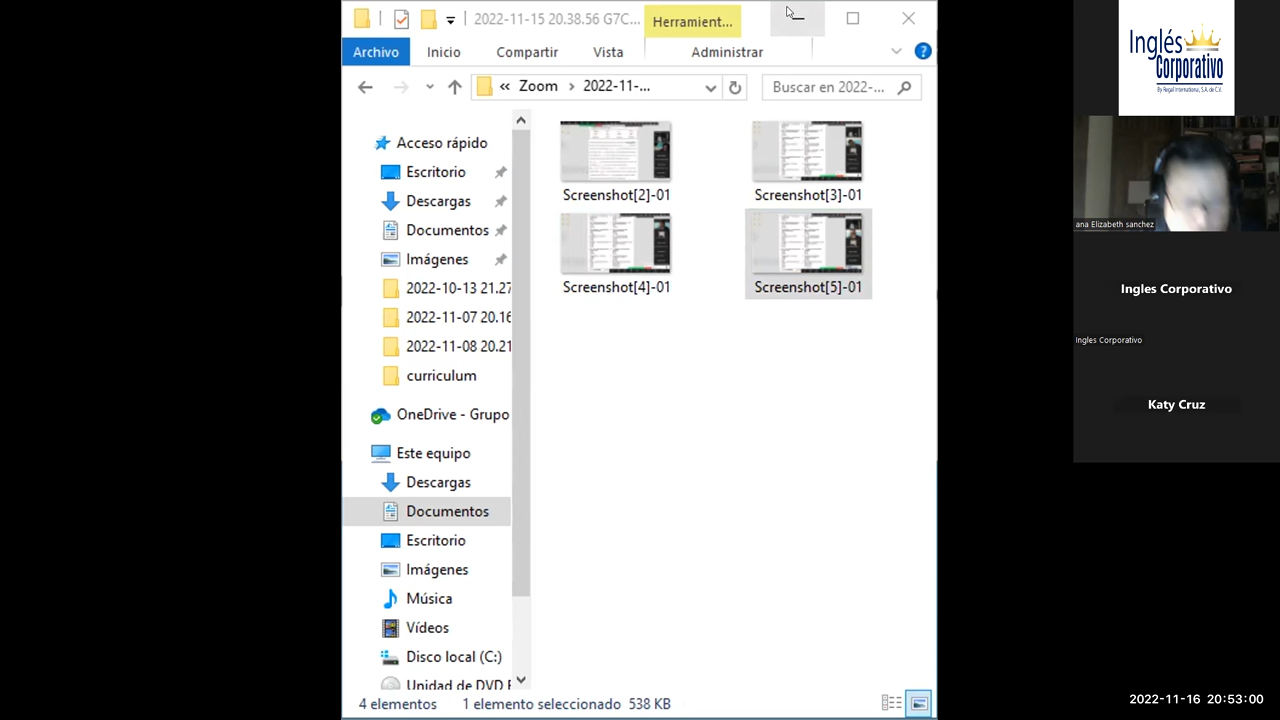 2022-11-15 20.38.56 G7C...
Herramient...
Archivo
Inicio
Compartir
Vista
Administrar
« Zoom > 2022-11-...
Buscar en 2022-...
Acceso rápido
Escritorio
Descargas
Documentos
Imágenes
2022-10-13 21.27
2022-11-07 20.16
2022-11-08 20.21
curriculum
OneDrive - Grupo
Este equipo
Descargas
Documentos
Escritorio
Imágenes
Música
Vídeos
Disco local (C:)
Unidad de DVD
Screenshot[2]-01
Screenshot[3]-01
Screenshot[4]-01
Screenshot[5]-01
4 elementos
1 elemento seleccionado 538 KB
Inglés
Corporativo
By Regal International, S.A. de C.V.
ana Elizabeth sanchez
Ingles Corporativo
Ingles Corporativo
Katy Cruz
2022-11-16 20:53:00